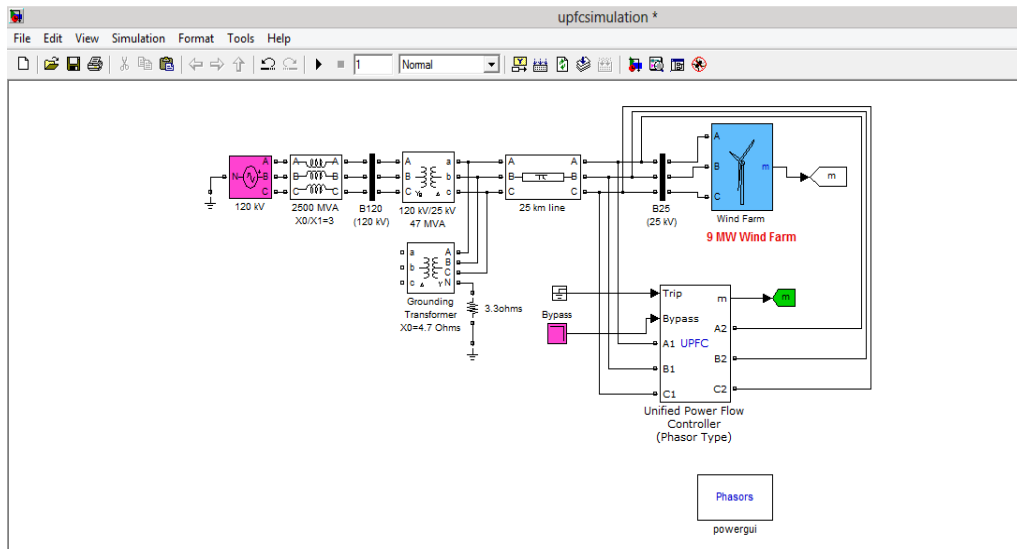 upfcsimulation *
File Edit View Simulation Format Tools Help
1 Normal
N A B C
120 kV
A B C A B C
2500 MVA
X0/X1=3
B120
(120 kV)
A B C a b c
Yg Δ
120 kV/25 kV
47 MVA
A B C A B C
25 km line
B25
(25 kV)
A B C m
Wind Farm
9 MW Wind Farm
m
a b c A B C N
Δ Y
Grounding
Transformer
X0=4.7 Ohms
3.3ohms
Bypass
Trip
Bypass
A1 UPFC
B1
C1
m
A2
B2
C2
m
Unified Power Flow
Controller
(Phasor Type)
Phasors
powergui